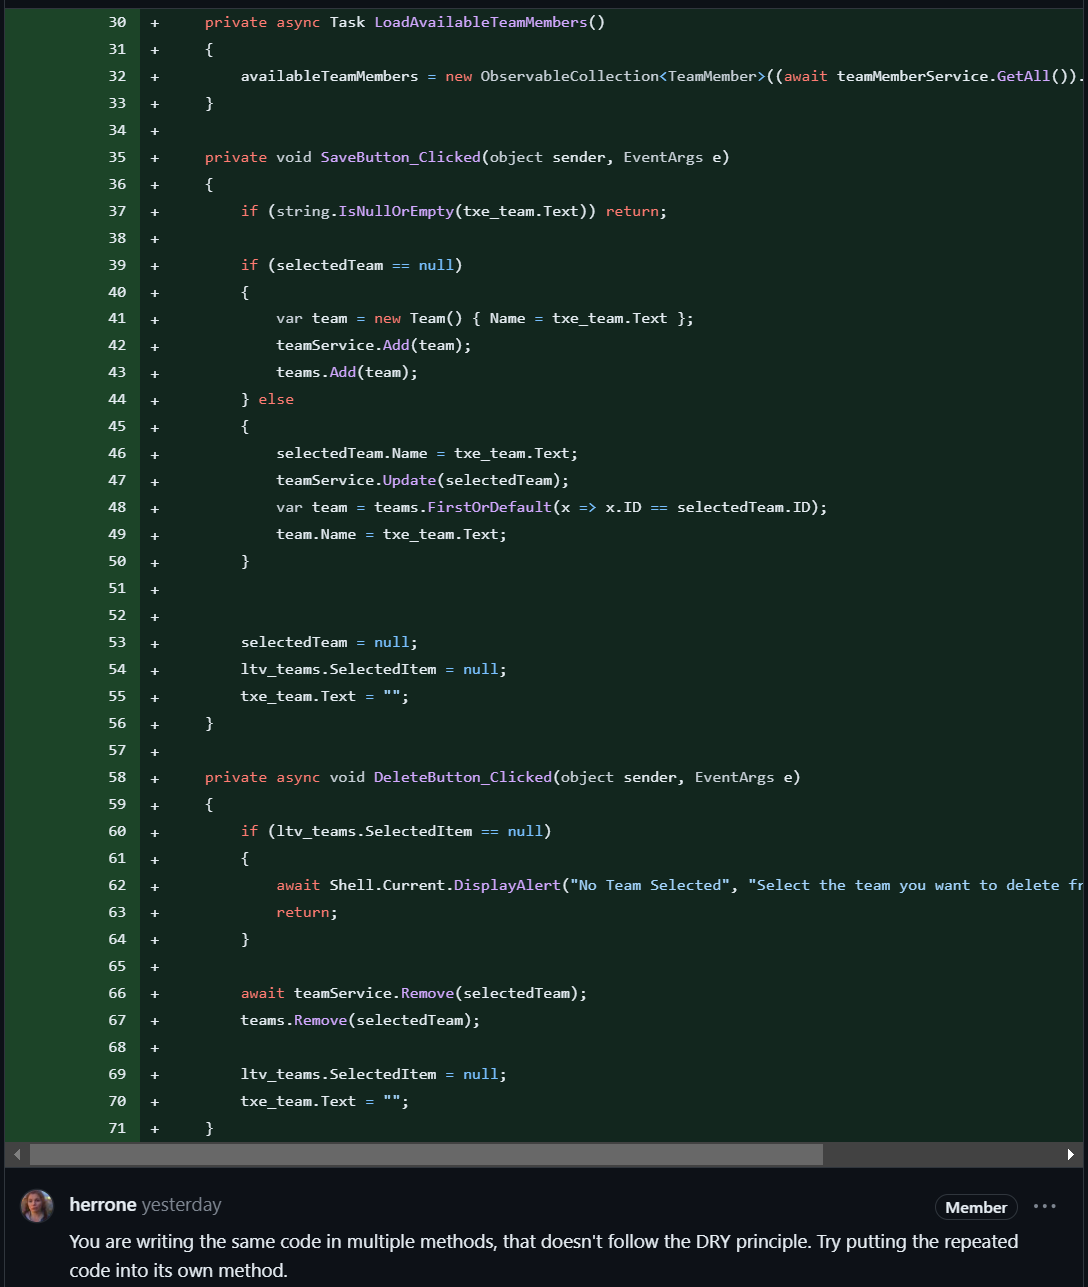 30 + private async Task LoadAvailableTeamMembers()
31 + {
32 + availableTeamMembers = new ObservableCollection<TeamMember>((await teamMemberService.GetAll()).
33 + }
34 +
35 + private void SaveButton_Clicked(object sender, EventArgs e)
36 + {
37 + if (string.IsNullOrEmpty(txe_team.Text)) return;
38 +
39 + if (selectedTeam == null)
40 + {
41 + var team = new Team() { Name = txe_team.Text };
42 + teamService.Add(team);
43 + teams.Add(team);
44 + } else
45 + {
46 + selectedTeam.Name = txe_team.Text;
47 + teamService.Update(selectedTeam);
48 + var team = teams.FirstOrDefault(x => x.ID == selectedTeam.ID);
49 + team.Name = txe_team.Text;
50 + }
51 +
52 +
53 + selectedTeam = null;
54 + ltv_teams.SelectedItem = null;
55 + txe_team.Text = "";
56 + }
57 +
58 + private async void DeleteButton_Clicked(object sender, EventArgs e)
59 + {
60 + if (ltv_teams.SelectedItem == null)
61 + {
62 + await Shell.Current.DisplayAlert("No Team Selected", "Select the team you want to delete fr
63 + return;
64 + }
65 +
66 + await teamService.Remove(selectedTeam);
67 + teams.Remove(selectedTeam);
68 +
69 + ltv_teams.SelectedItem = null;
70 + txe_team.Text = "";
71 + }
herrone yesterday Member ...
You are writing the same code in multiple methods, that doesn't follow the DRY principle. Try putting the repeated
code into its own method.